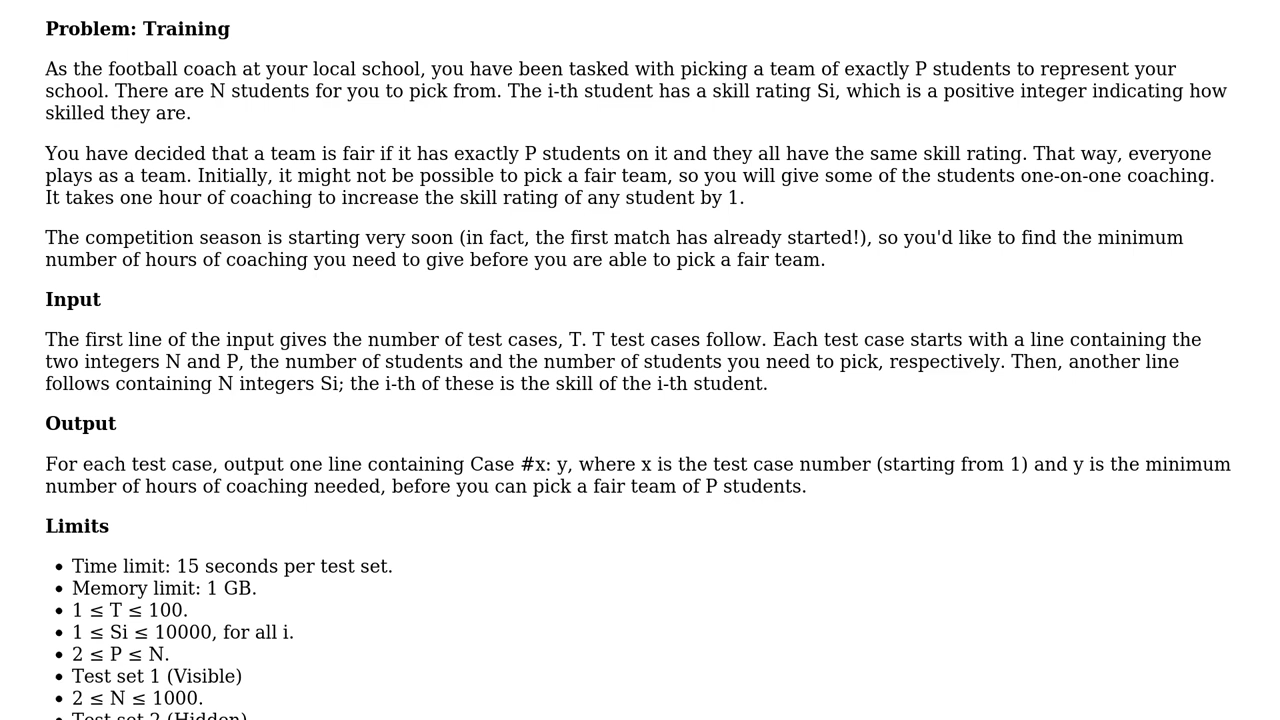 Problem: Training
As the football coach at your local school, you have been tasked with picking a team of exactly P students to represent your
school. There are N students for you to pick from. The i-th student has a skill rating Si, which is a positive integer indicating how
skilled they are.
You have decided that a team is fair if it has exactly P students on it and they all have the same skill rating. That way, everyone
plays as a team. Initially, it might not be possible to pick a fair team, so you will give some of the students one-on-one coaching.
It takes one hour of coaching to increase the skill rating of any student by 1.
The competition season is starting very soon (in fact, the first match has already started!), so you'd like to find the minimum
number of hours of coaching you need to give before you are able to pick a fair team.
Input
The first line of the input gives the number of test cases, T. T test cases follow. Each test case starts with a line containing the
two integers N and P, the number of students and the number of students you need to pick, respectively. Then, another line
follows containing N integers Si; the i-th of these is the skill of the i-th student.
Output
For each test case, output one line containing Case #x: y, where x is the test case number (starting from 1) and y is the minimum
number of hours of coaching needed, before you can pick a fair team of P students.
Limits
• Time limit: 15 seconds per test set.
• Memory limit: 1 GB.
• 1 ≤ T ≤ 100.
• 1 ≤ Si ≤ 10000, for all i.
• 2 ≤ P ≤ N.
• Test set 1 (Visible)
• 2 ≤ N ≤ 1000.
• Test set 2 (Hidden)